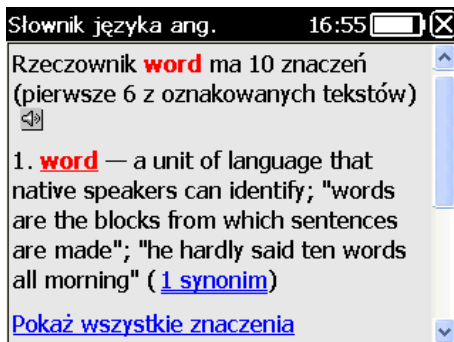 Słownik języka ang. 16:55
Rzeczownik word ma 10 znaczeń
(pierwsze 6 z oznakowanych tekstów)
1. word — a unit of language that
native speakers can identify; "words
are the blocks from which sentences
are made"; "he hardly said ten words
all morning" ( 1 synonim)
Pokaż wszystkie znaczenia